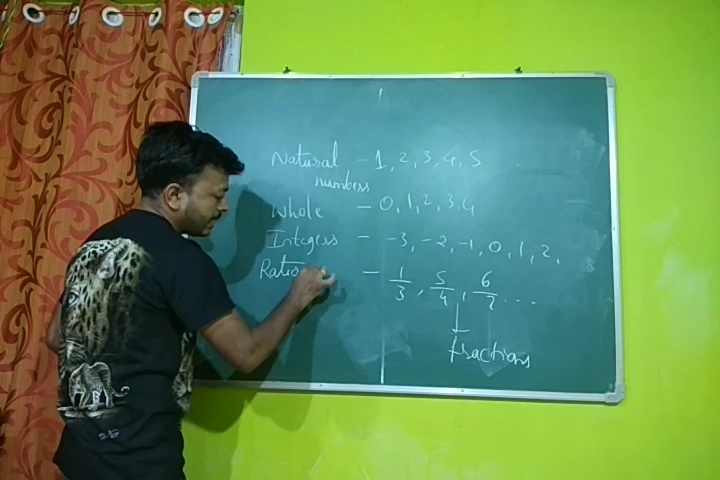 Natural - 1, 2, 3, 4, 5
numbers
Whole - 0, 1, 2, 3, 4
Integers - -3, -2, -1, 0, 1, 2,
Ratio - 1/3, 5/4, 6/7 ...
fractions